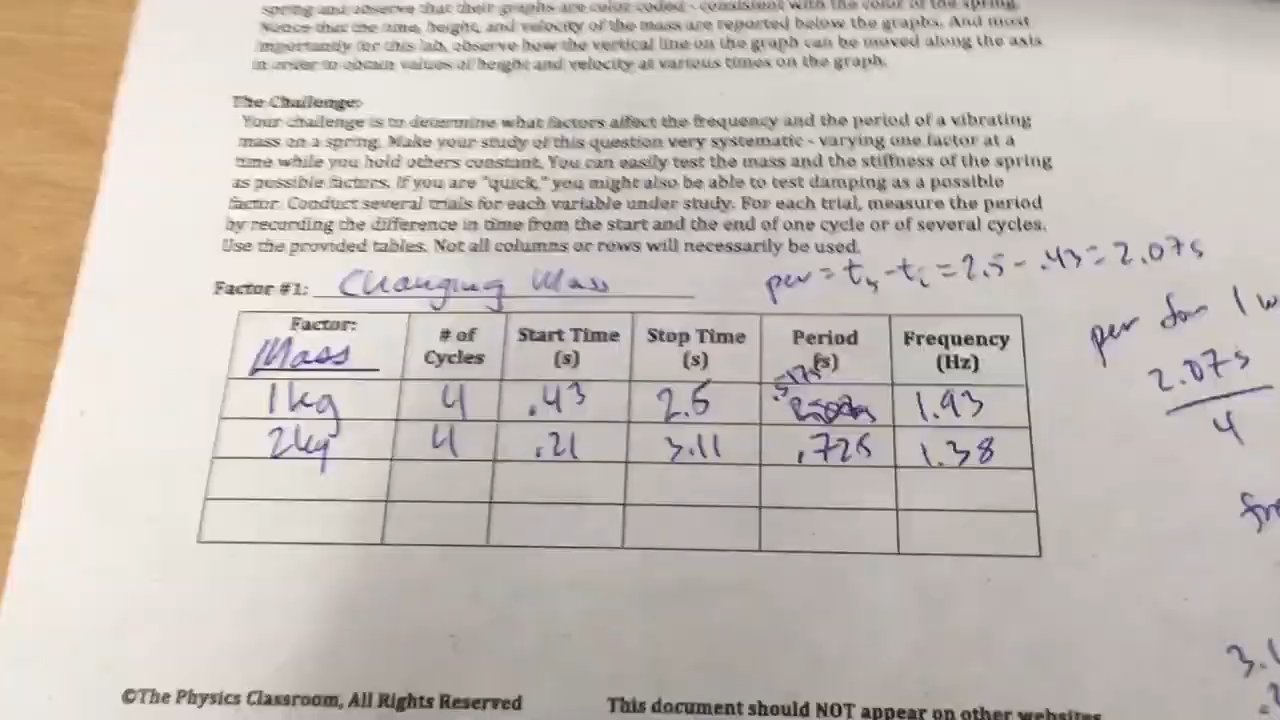 spring and observe that their graphs are color-coded - consistent with the color of the spring.
Notice that the time, height, and velocity of the mass are reported below the graphs. And most
importantly for this lab, observe how the vertical line on the graph can be moved along the axis
in order to obtain values of height and velocity at various times on the graph.
The Challenge:
Your challenge is to determine what factors affect the frequency and the period of a vibrating
mass on a spring. Make your study of this question very systematic - varying one factor at a
time while you hold others constant. You can easily test the mass and the stiffness of the spring
as possible factors. If you are "quick," you might also be able to test damping as a possible
factor. Conduct several trials for each variable under study. For each trial, measure the period
by recording the difference in time from the start and the end of one cycle or of several cycles.
Use the provided tables. Not all columns or rows will necessarily be used.
per = t - ti = 2.5 - .43 = 2.07s
Factor #1: Changing Mass
per for 1 w
2.07s
4
Factor: Mass # of Cycles Start Time (s) Stop Time (s) Period (s) Frequency (Hz)
1kg 4 .43 2.5 1.93
2kg 4 .21 3.11 .725 1.38
©The Physics Classroom, All Rights Reserved This document should NOT appear on other websites